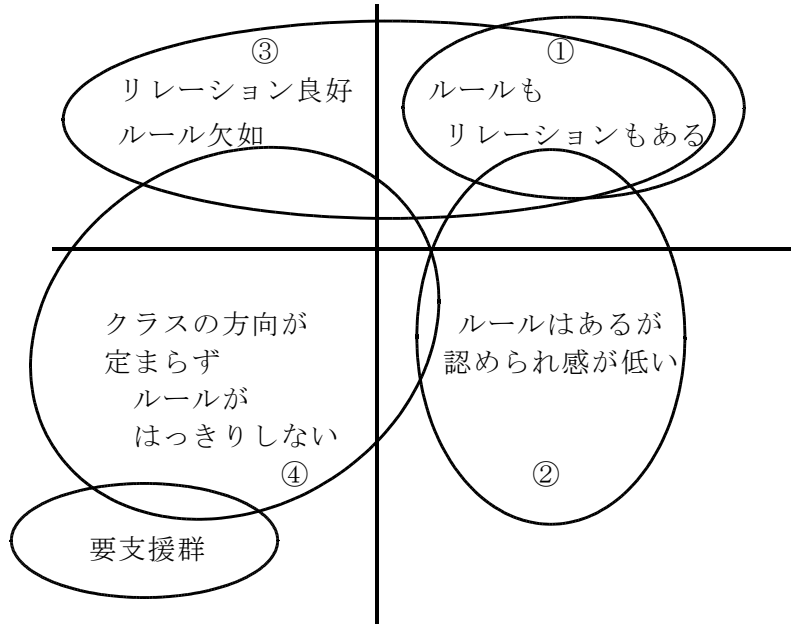 ③
リレーション良好
ルール欠如
①
ルールも
リレーションもある
クラスの方向が
定まらず
ルールが
はっきりしない
④
ルールはあるが
認められ感が低い
②
要支援群